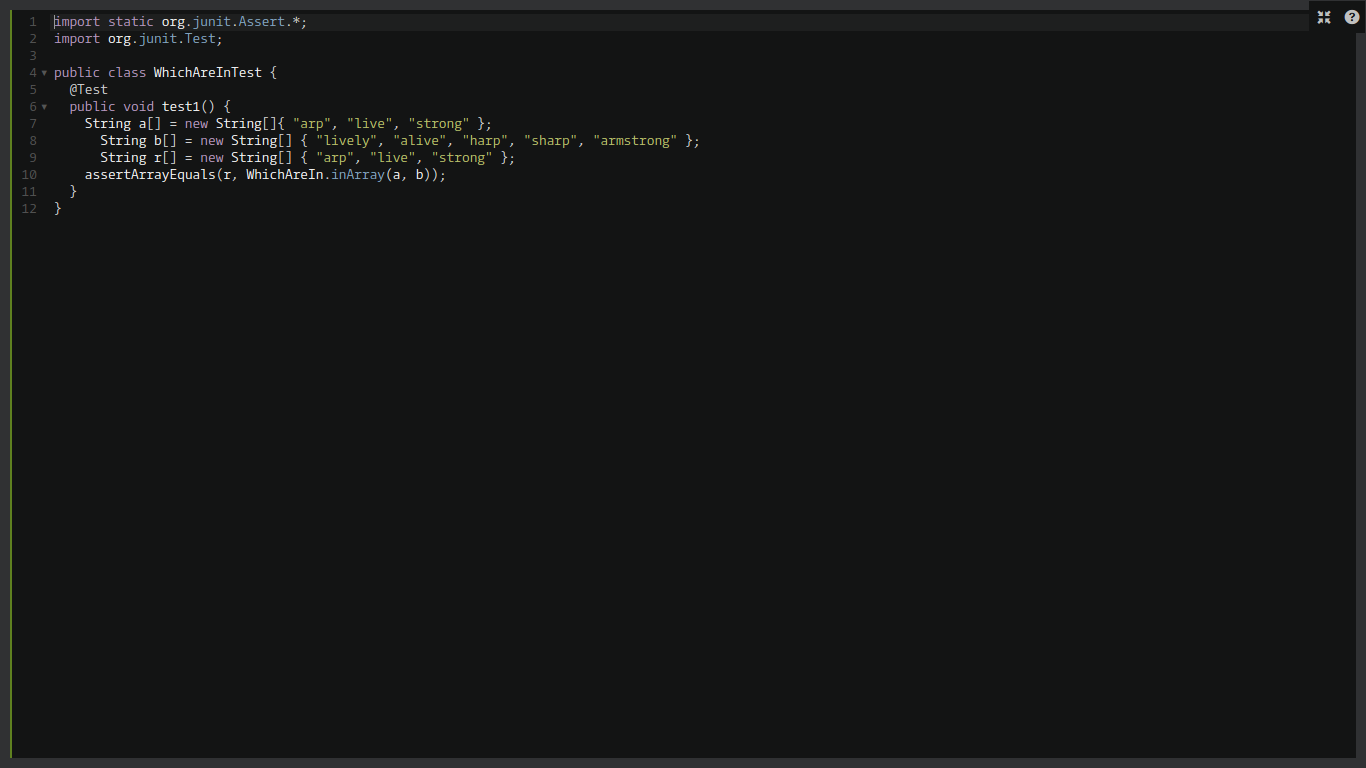 1 import static org.junit.Assert.*;
2 import org.junit.Test;
3
4 public class WhichAreInTest {
5   @Test
6   public void test1() {
7     String a[] = new String[]{ "arp", "live", "strong" };
8       String b[] = new String[] { "lively", "alive", "harp", "sharp", "armstrong" };
9       String r[] = new String[] { "arp", "live", "strong" };
10     assertArrayEquals(r, WhichAreIn.inArray(a, b));
11   }
12 }